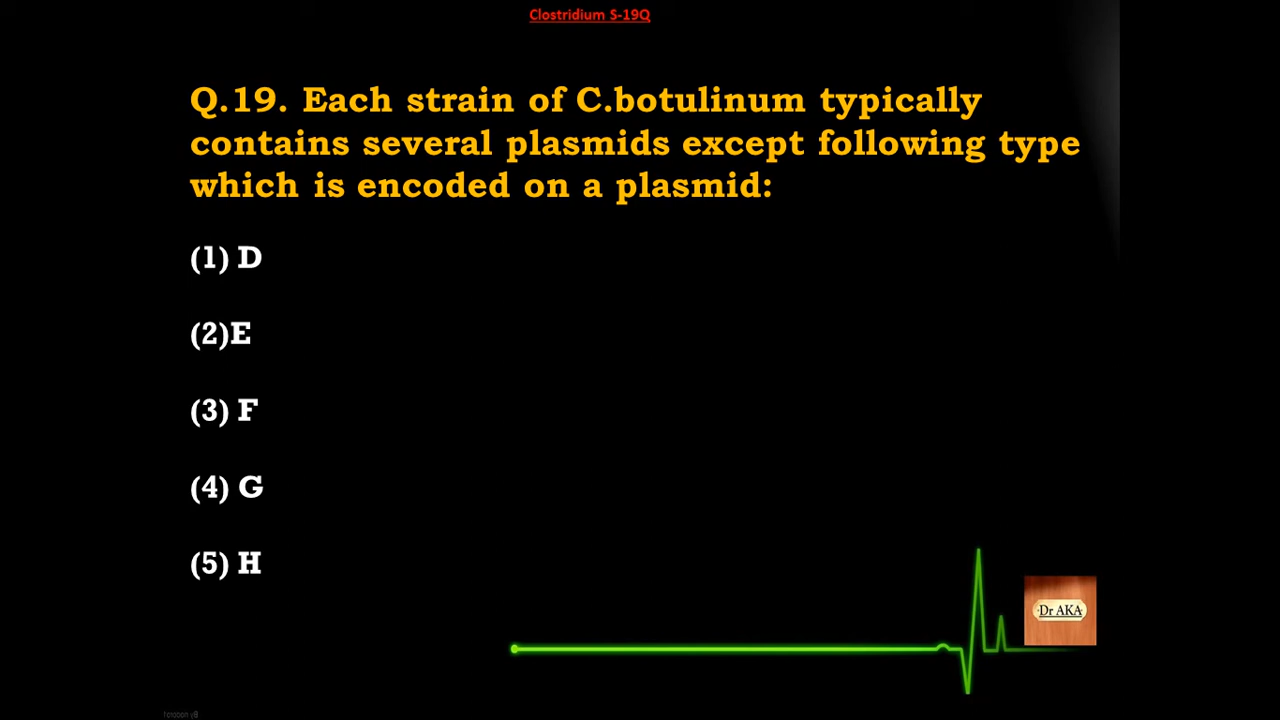 Clostridium S-19Q
Q.19. Each strain of C.botulinum typically
contains several plasmids except following type
which is encoded on a plasmid:
(1) D
(2)E
(3) F
(4) G
(5) H
Dr AKA